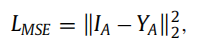 L_{MSE} = \|I_A - Y_A\|_2^2,